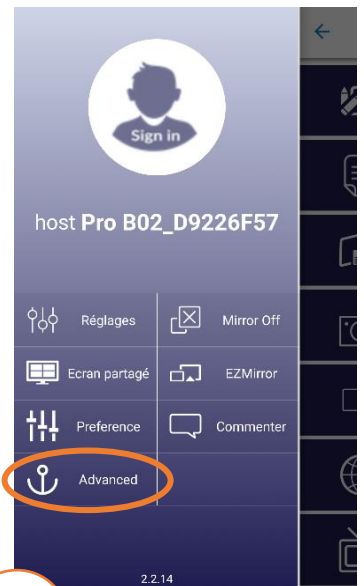 Sign in
host Pro B02_D9226F57
Réglages
Mirror Off
Ecran partagé
EZMirror
Preference
Commenter
Advanced
2.2.14